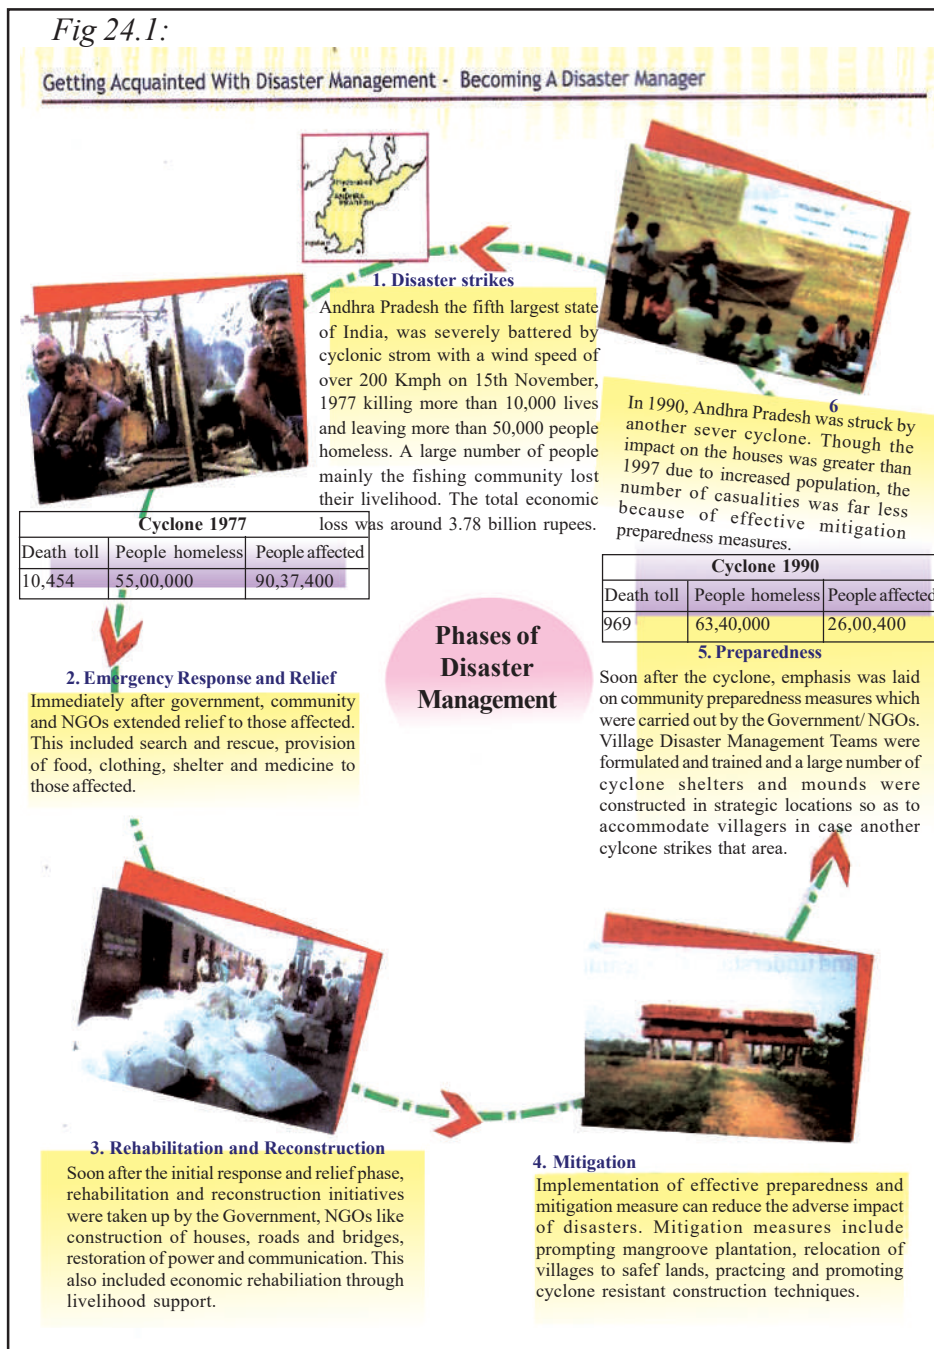 Fig 24.1:
Getting Acquainted With Disaster Management - Becoming A Disaster Manager
ANDHRA
PRADESH
1. Disaster strikes
Andhra Pradesh the fifth largest state
of India, was severely battered by
cyclonic strom with a wind speed of
over 200 Kmph on 15th November,
1977 killing more than 10,000 lives
and leaving more than 50,000 people
homeless. A large number of people
mainly the fishing community lost
their livelihood. The total economic
loss was around 3.78 billion rupees.
Cyclone 1977
Death toll People homeless People affected
10,454 55,00,000 90,37,400
2. Emergency Response and Relief
Immediately after government, community
and NGOs extended relief to those affected.
This included search and rescue, provision
of food, clothing, shelter and medicine to
those affected.
Phases of
Disaster
Management
3. Rehabilitation and Reconstruction
Soon after the initial response and relief phase,
rehabilitation and reconstruction initiatives
were taken up by the Government, NGOs like
construction of houses, roads and bridges,
restoration of power and communication. This
also included economic rehabiliation through
livelihood support.
4. Mitigation
Implementation of effective preparedness and
mitigation measure can reduce the adverse impact
of disasters. Mitigation measures include
prompting mangroove plantation, relocation of
villages to safef lands, practcing and promoting
cyclone resistant construction techniques.
5. Preparedness
Soon after the cyclone, emphasis was laid
on community preparedness measures which
were carried out by the Government/ NGOs.
Village Disaster Management Teams were
formulated and trained and a large number of
cyclone shelters and mounds were
constructed in strategic locations so as to
accommodate villagers in case another
cylcone strikes that area.
6
In 1990, Andhra Pradesh was struck by
another sever cyclone. Though the
impact on the houses was greater than
1997 due to increased population, the
number of casualities was far less
because of effective mitigation
preparedness measures.
Cyclone 1990
Death toll People homeless People affected
969 63,40,000 26,00,400